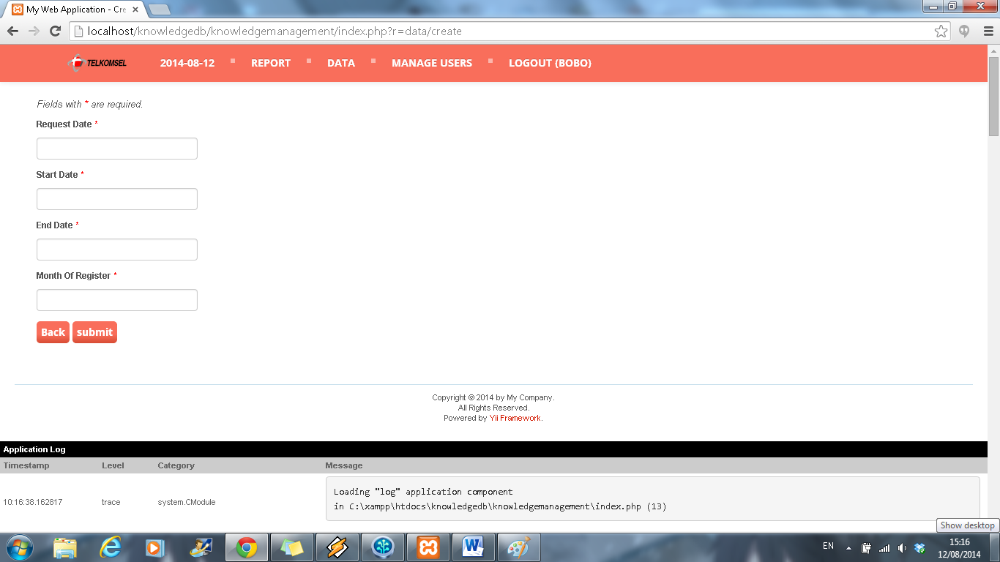 My Web Application - Cre
localhost/knowledgedb/knowledgemanagement/index.php?r=data/create
TELKOMSEL 2014-08-12 REPORT DATA MANAGE USERS LOGOUT (BOBO)
Fields with * are required.
Request Date *
Start Date *
End Date *
Month Of Register *
Back submit
Copyright © 2014 by My Company.
All Rights Reserved.
Powered by Yii Framework.
Application Log
Timestamp Level Category Message
10:16:38.162817 trace system.CModule
Loading "log" application component
in C:\xampp\htdocs\knowledgedb\knowledgemanagement\index.php (13)
Show desktop
EN 15:16
12/08/2014